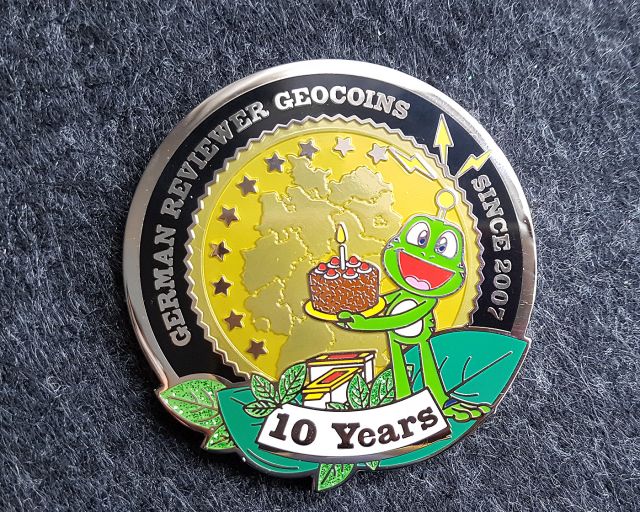 GERMAN REVIEWER GEOCOINS
SINCE 2007
10 Years